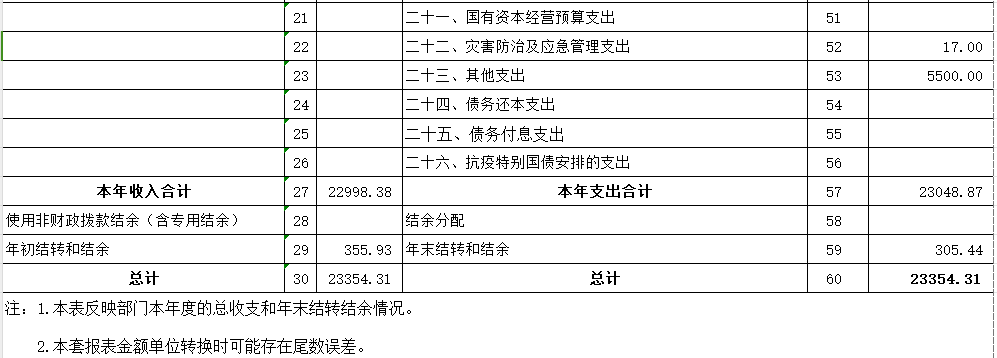 21 二十一、国有资本经营预算支出 51
22 二十二、灾害防治及应急管理支出 52 17.00
23 二十三、其他支出 53 5500.00
24 二十四、债务还本支出 54
25 二十五、债务付息支出 55
26 二十六、抗疫特别国债安排的支出 56
本年收入合计 27 22998.38 本年支出合计 57 23048.87
使用非财政拨款结余（含专用结余） 28 结余分配 58
年初结转和结余 29 355.93 年末结转和结余 59 305.44
总计 30 23354.31 总计 60 23354.31
注：1.本表反映部门本年度的总收支和年末结转结余情况。
2.本套报表金额单位转换时可能存在尾数误差。